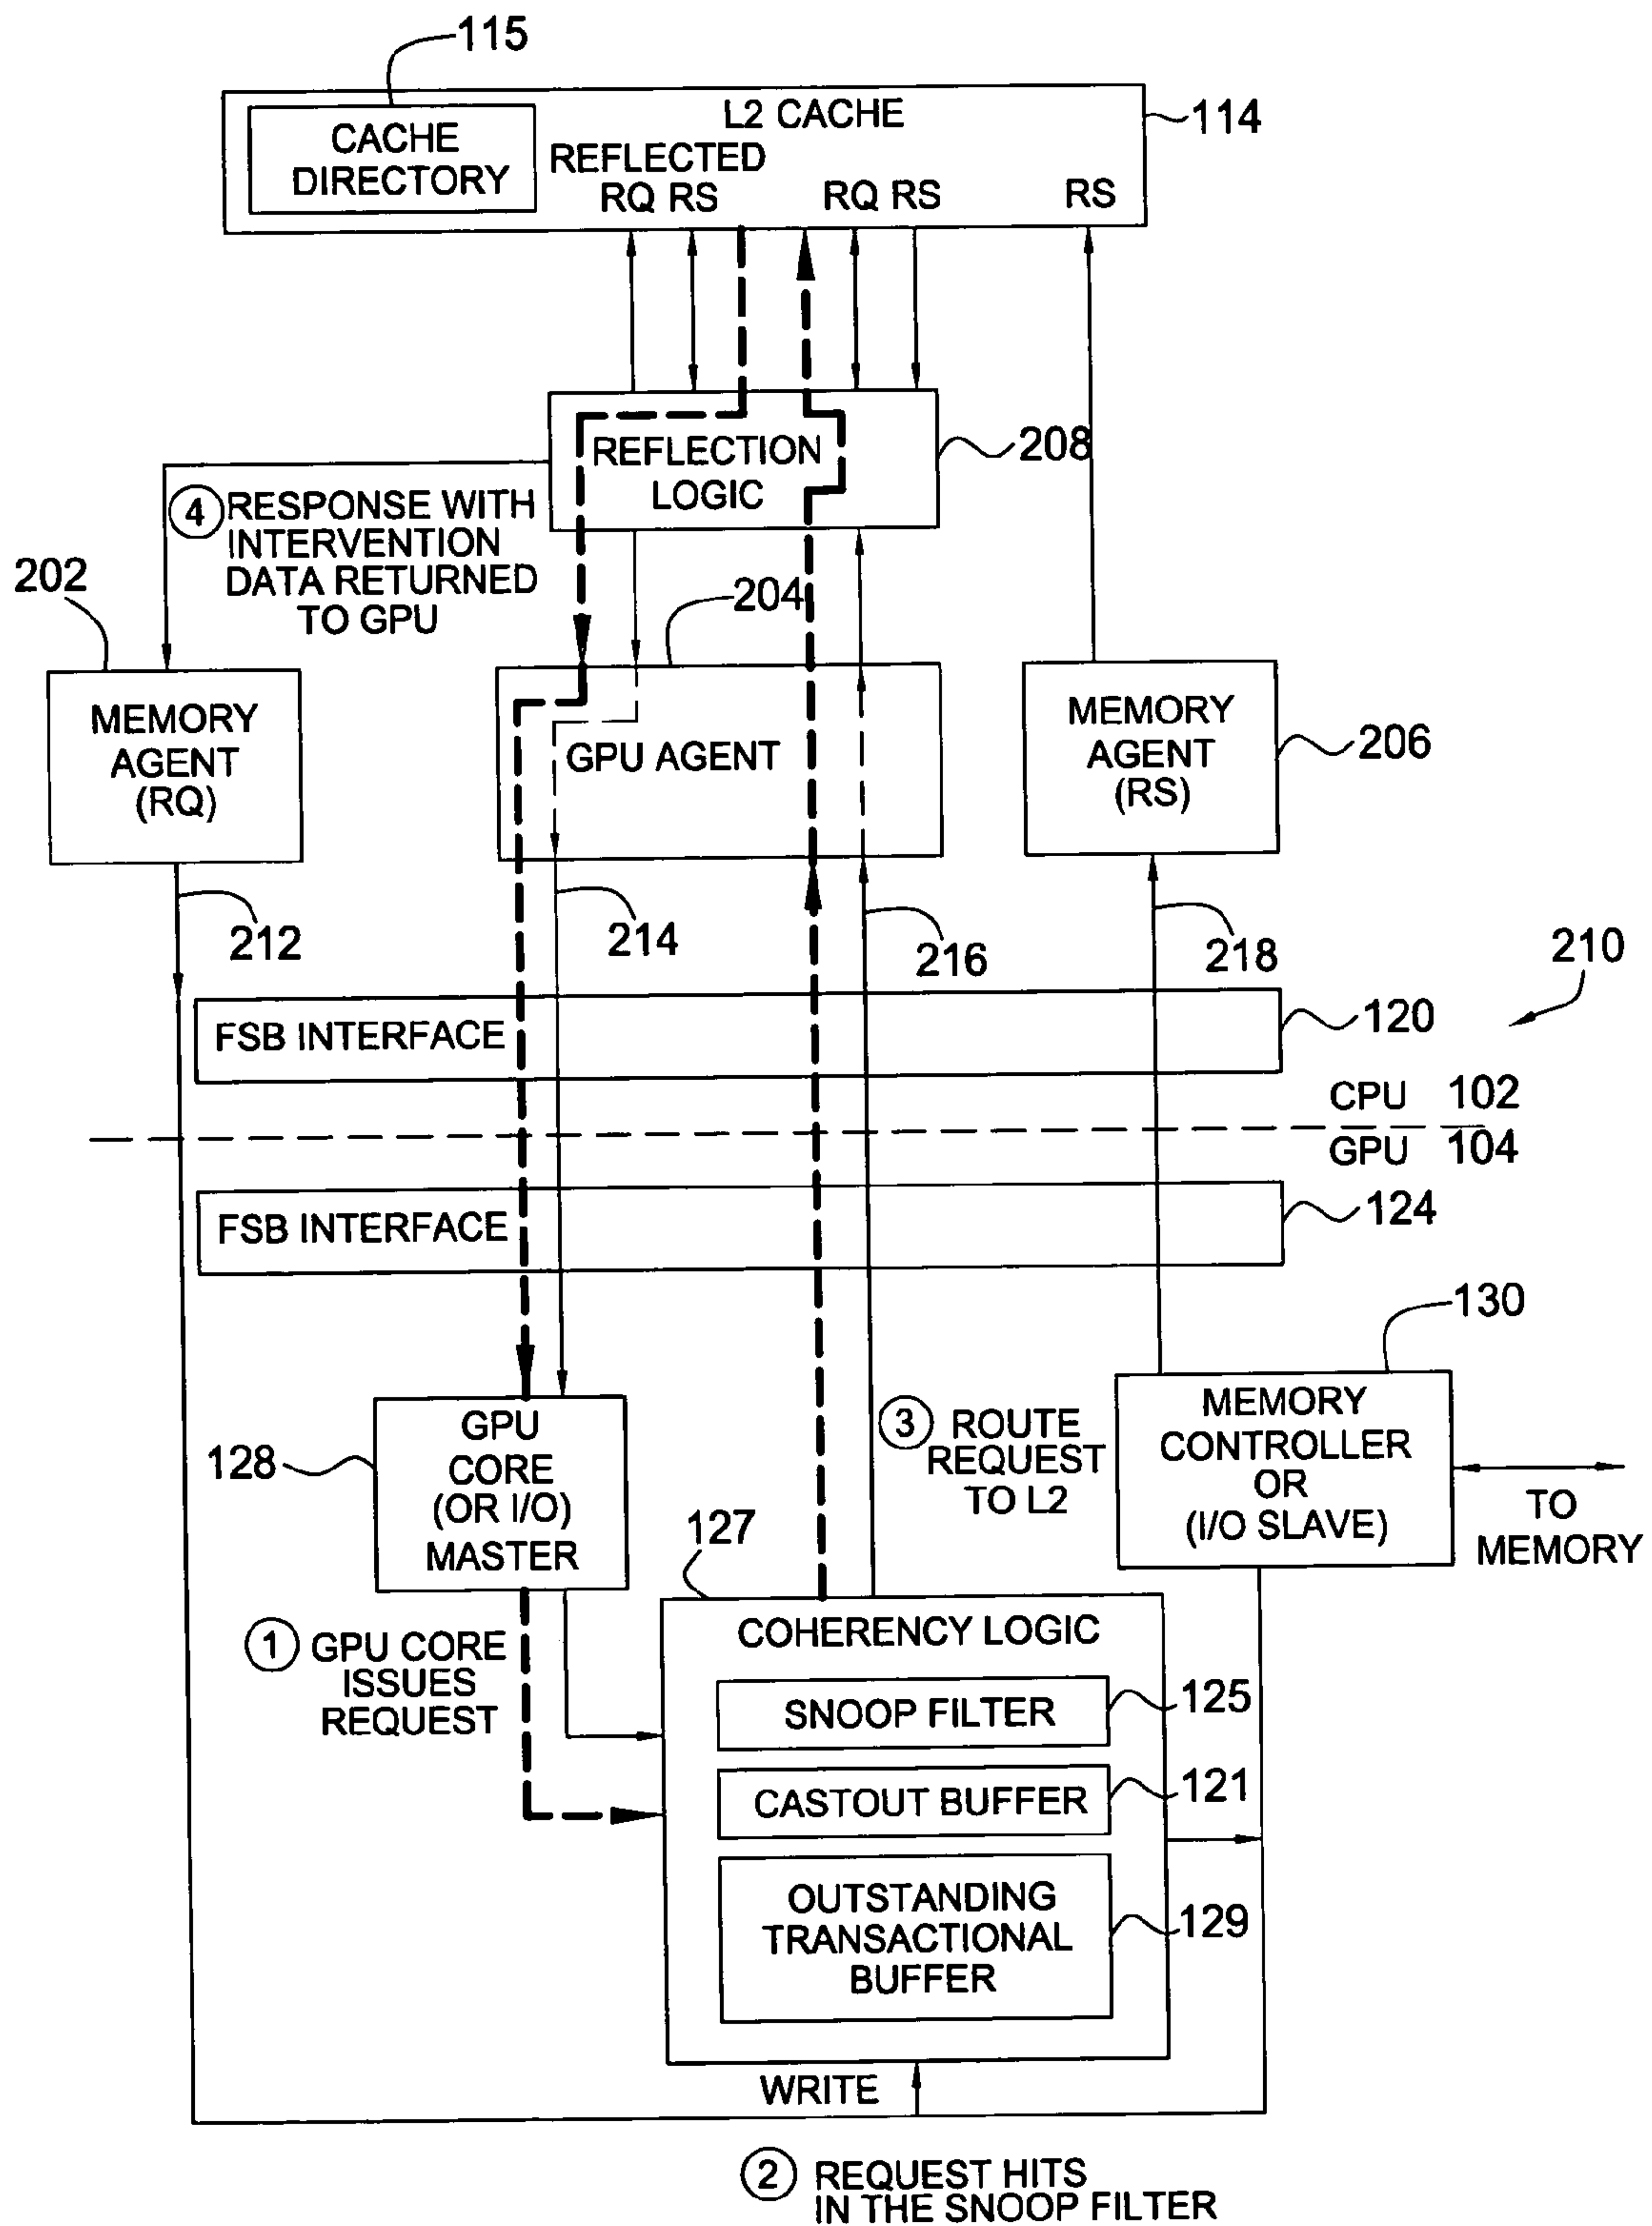 115
L2 CACHE
114
CACHE
DIRECTORY
REFLECTED
RQ RS
RQ RS
RS
REFLECTION
LOGIC
208
4 RESPONSE WITH
INTERVENTION
DATA RETURNED
TO GPU
202
204
MEMORY
AGENT
(RQ)
GPU AGENT
MEMORY
AGENT
(RS)
206
212
214
216
218
210
FSB INTERFACE
120
CPU 102
GPU 104
FSB INTERFACE
124
130
GPU
CORE
(OR I/O)
MASTER
128
3 ROUTE
REQUEST
TO L2
MEMORY
CONTROLLER
OR
(I/O SLAVE)
TO
MEMORY
127
1 GPU CORE
ISSUES
REQUEST
COHERENCY LOGIC
SNOOP FILTER
125
CASTOUT BUFFER
121
OUTSTANDING
TRANSACTIONAL
BUFFER
129
WRITE
2 REQUEST HITS
IN THE SNOOP FILTER